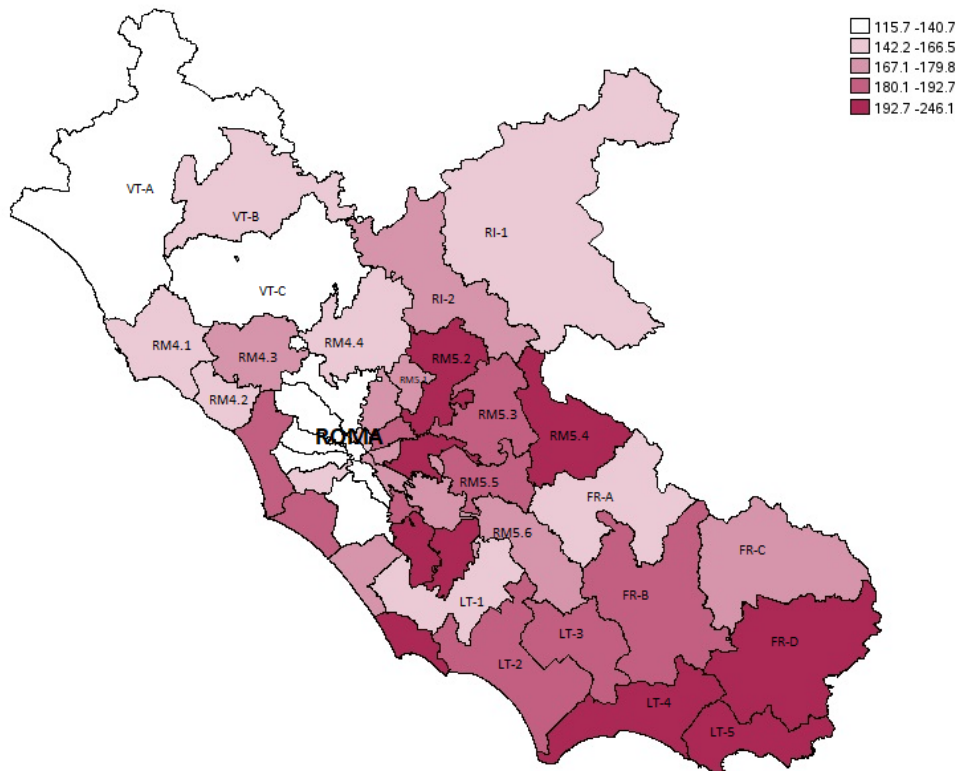 115.7 -140.7
142.2 -166.5
167.1 -179.8
180.1 -192.7
192.7 -246.1
VT-A
VT-B
RI-1
VT-C
RI-2
RM4.1
RM4.4
RM4.3
RM5.2
RM4.2
RM5.3
ROMA
RM5.4
RM5.5
FR-A
RM5.6
FR-C
FR-B
LT-1
LT-3
FR-D
LT-2
LT-4
LT-5